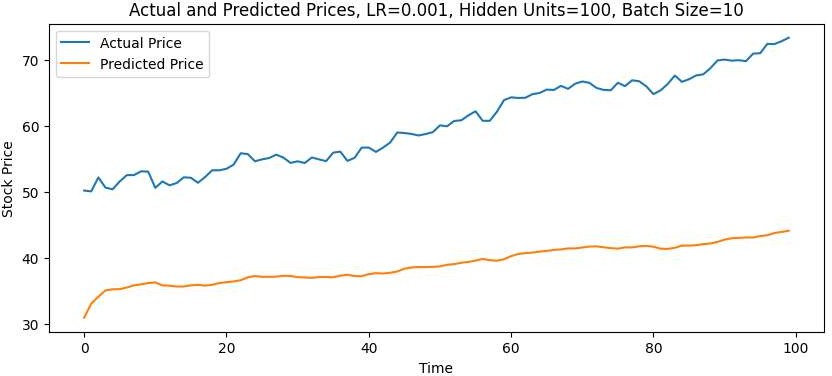 Actual and Predicted Prices, LR=0.001, Hidden Units=100, Batch Size=10
Actual Price
Predicted Price
Stock Price
70
60
50
40
30
0 20 40 60 80 100
Time